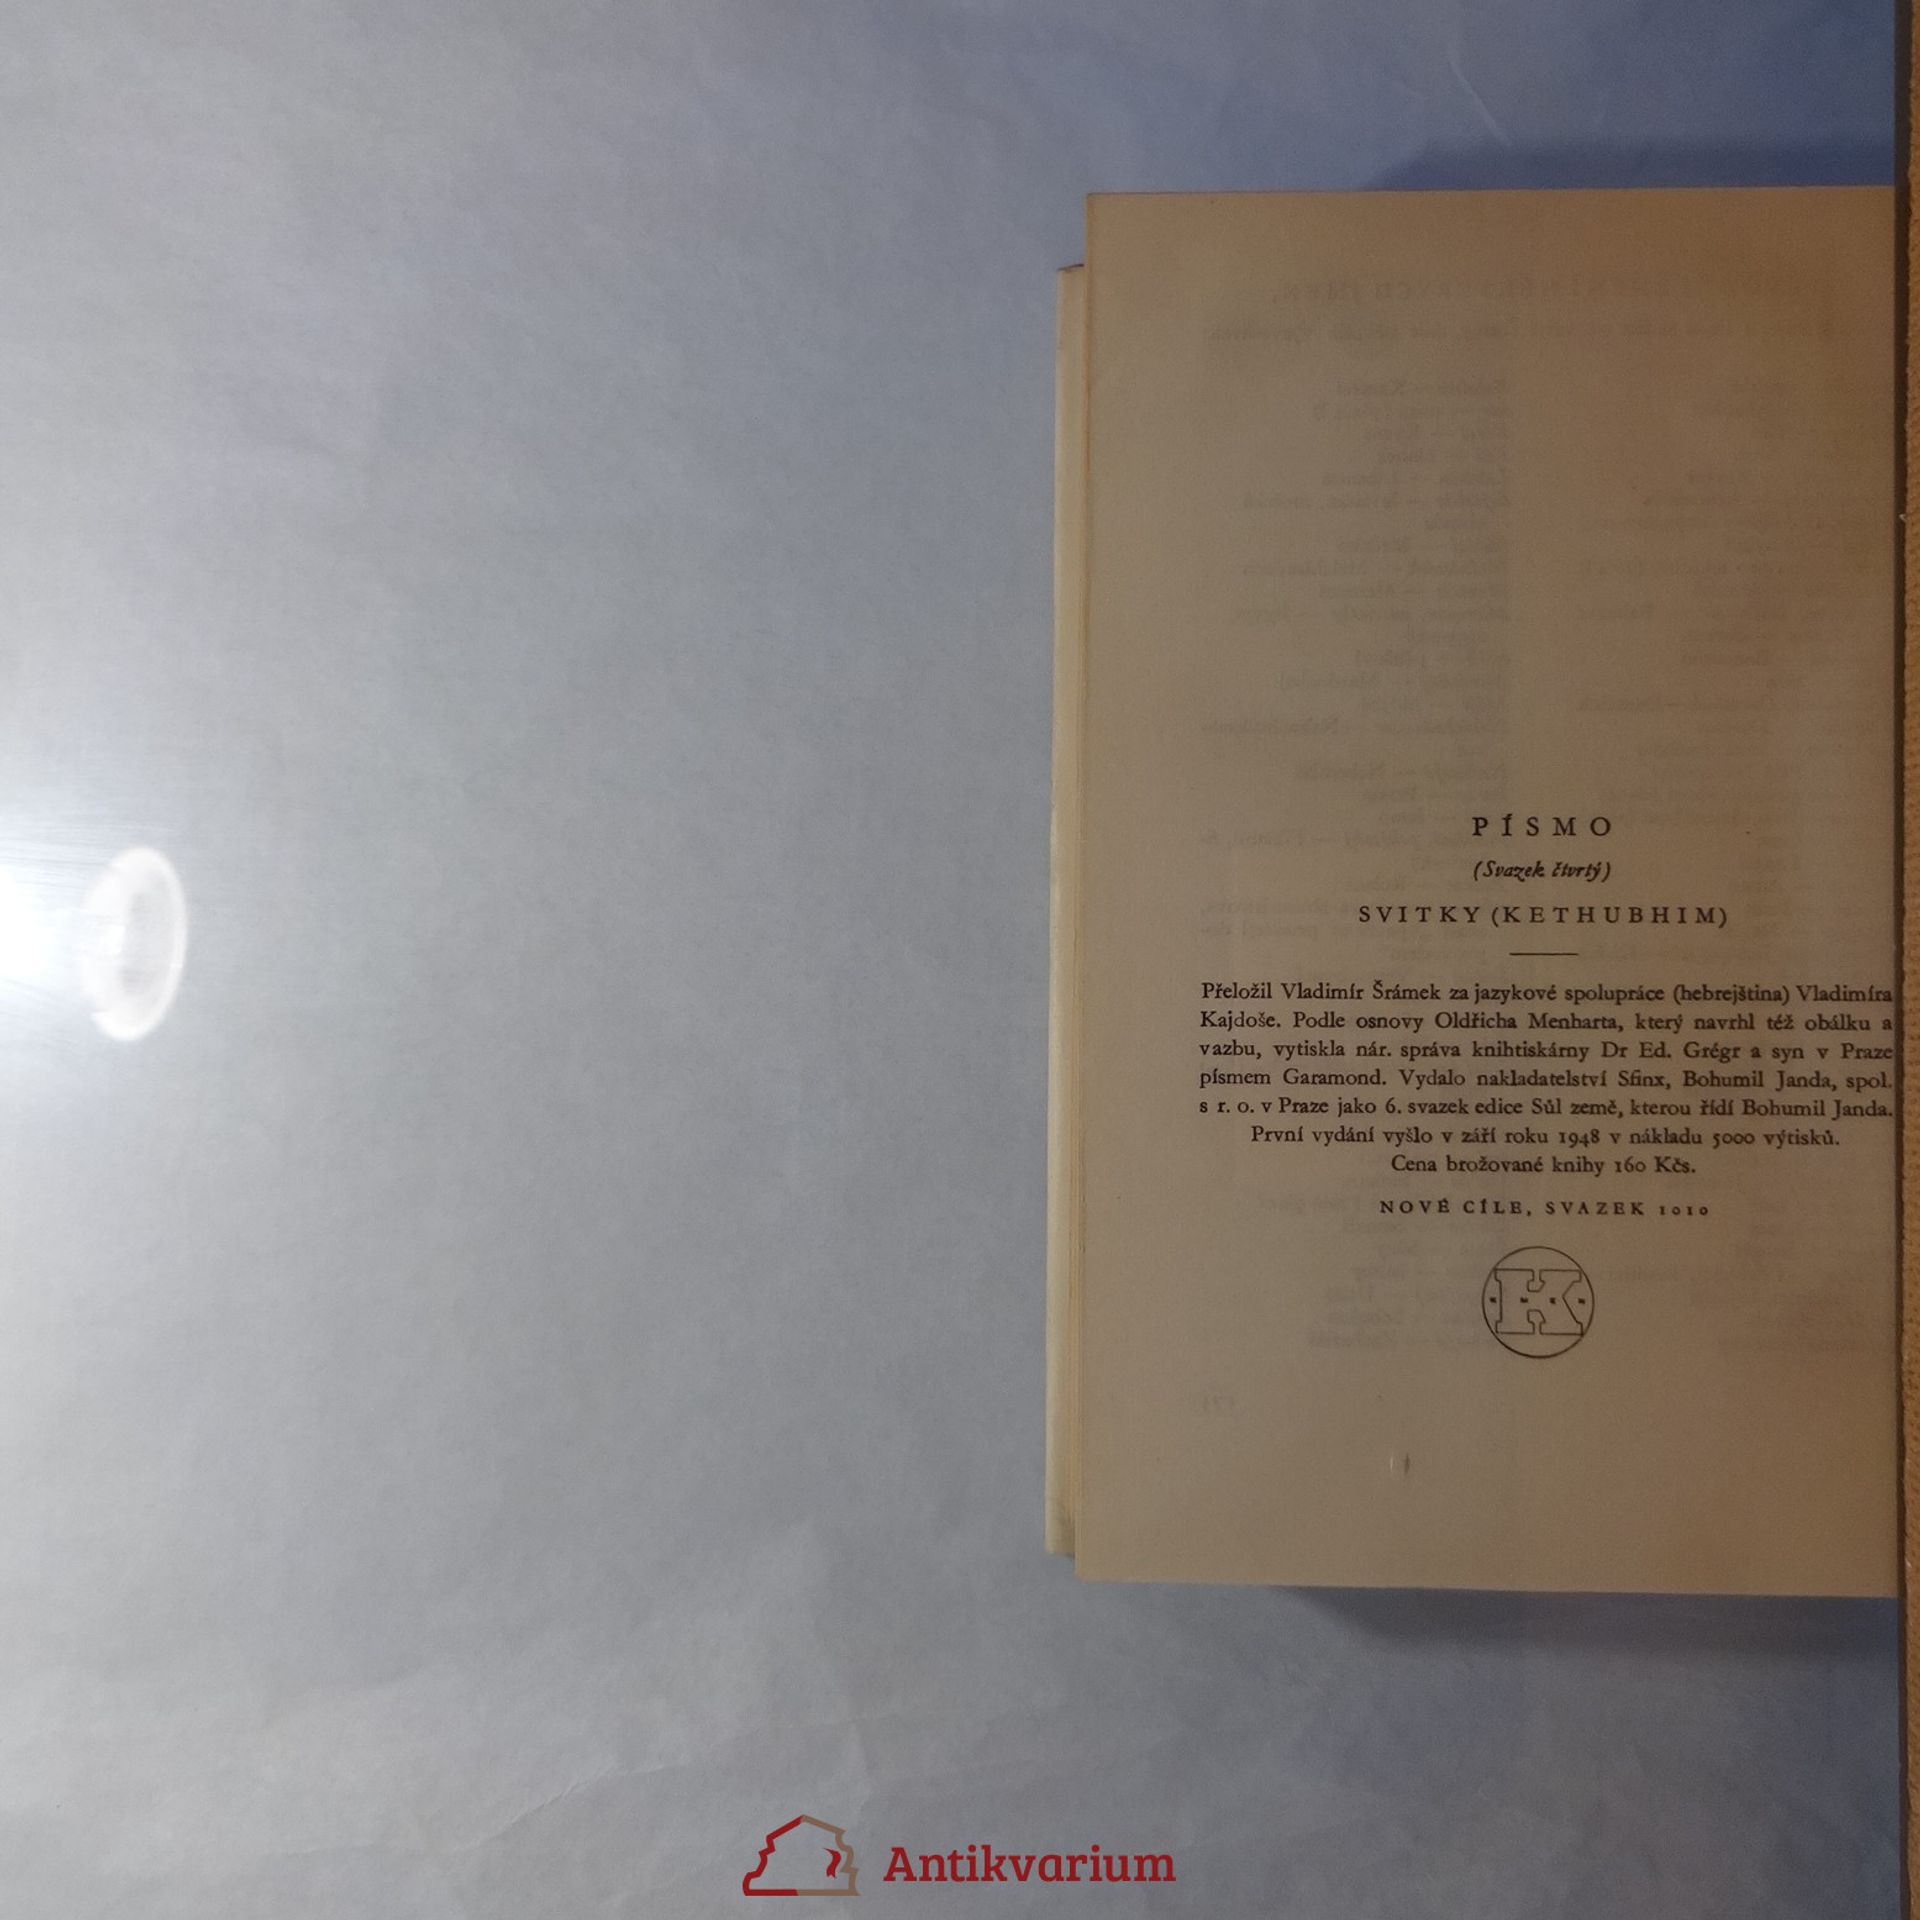 PÍSMO
(Svazek čtvrtý)
SVITKY (KETHUBHIM)
Přeložil Vladimír Šrámek za jazykové spolupráce (hebrejština) Vladimíra
Kajdoše. Podle osnovy Oldřicha Menharta, který navrhl též obálku a
vazbu, vytiskla nár. správa knihtiskárny Dr Ed. Grégr a syn v Praze
písmem Garamond. Vydalo nakladatelství Sfinx, Bohumil Janda, spol.
s r. o. v Praze jako 6. svazek edice Sůl země, kterou řídí Bohumil Janda.
První vydání vyšlo v září roku 1948 v nákladu 5000 výtisků.
Cena brožované knihy 160 Kčs.
NOVÉ CÍLE, SVAZEK 1010
K
Antikvarium